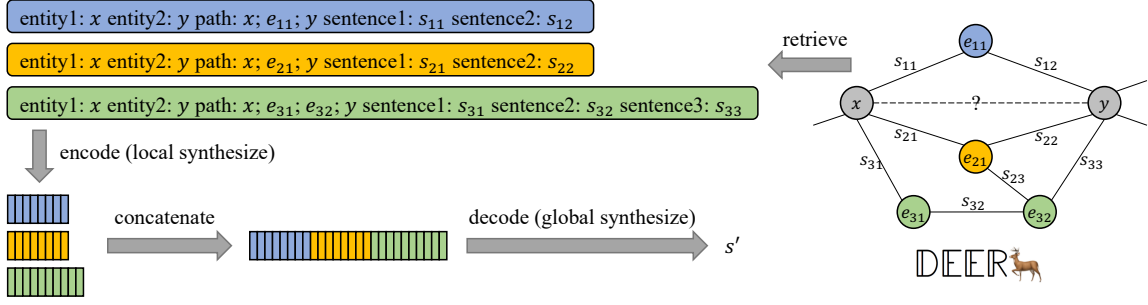 entity1: x entity2: y path: x; e₁₁; y sentence1: s₁₁ sentence2: s₁₂
entity1: x entity2: y path: x; e₂₁; y sentence1: s₂₁ sentence2: s₂₂
entity1: x entity2: y path: x; e₃₁; e₃₂; y sentence1: s₃₁ sentence2: s₃₂ sentence3: s₃₃
retrieve
e₁₁
s₁₁
s₁₂
x
?
y
s₂₁
s₂₂
e₂₁
s₃₁
s₂₃
s₃₃
e₃₁
s₃₂
e₃₂
encode (local synthesize)
concatenate
decode (global synthesize)
s′
DEER